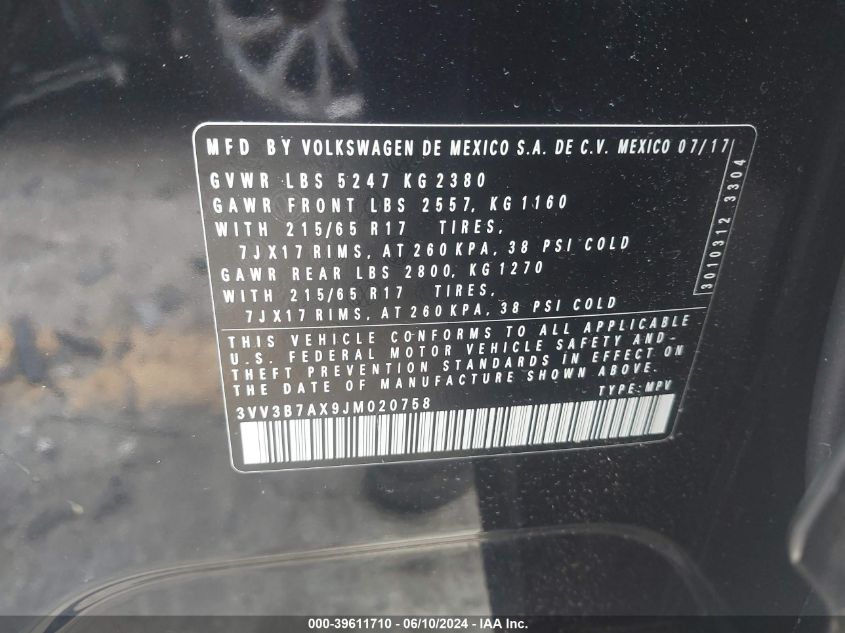 MFD BY VOLKSWAGEN DE MEXICO S.A. DE C.V. MEXICO 07/17
GVWR LBS 5247 KG 2380
GAWR FRONT LBS 2557, KG 1160
WITH 215/65 R17 TIRES,
7JX17 RIMS, AT 260 KPA, 38 PSI COLD
GAWR REAR LBS 2800, KG 1270
WITH 215/65 R17 TIRES,
7JX17 RIMS, AT 260 KPA, 38 PSI COLD
3010312 3304
THIS VEHICLE CONFORMS TO ALL APPLICABLE
U.S. FEDERAL MOTOR VEHICLE SAFETY AND-
THEFT PREVENTION STANDARDS IN EFFECT ON
THE DATE OF MANUFACTURE SHOWN ABOVE.
3VV3B7AX9JM020758 TYPE: MPV
000-39611710 - 06/10/2024 - IAA Inc.